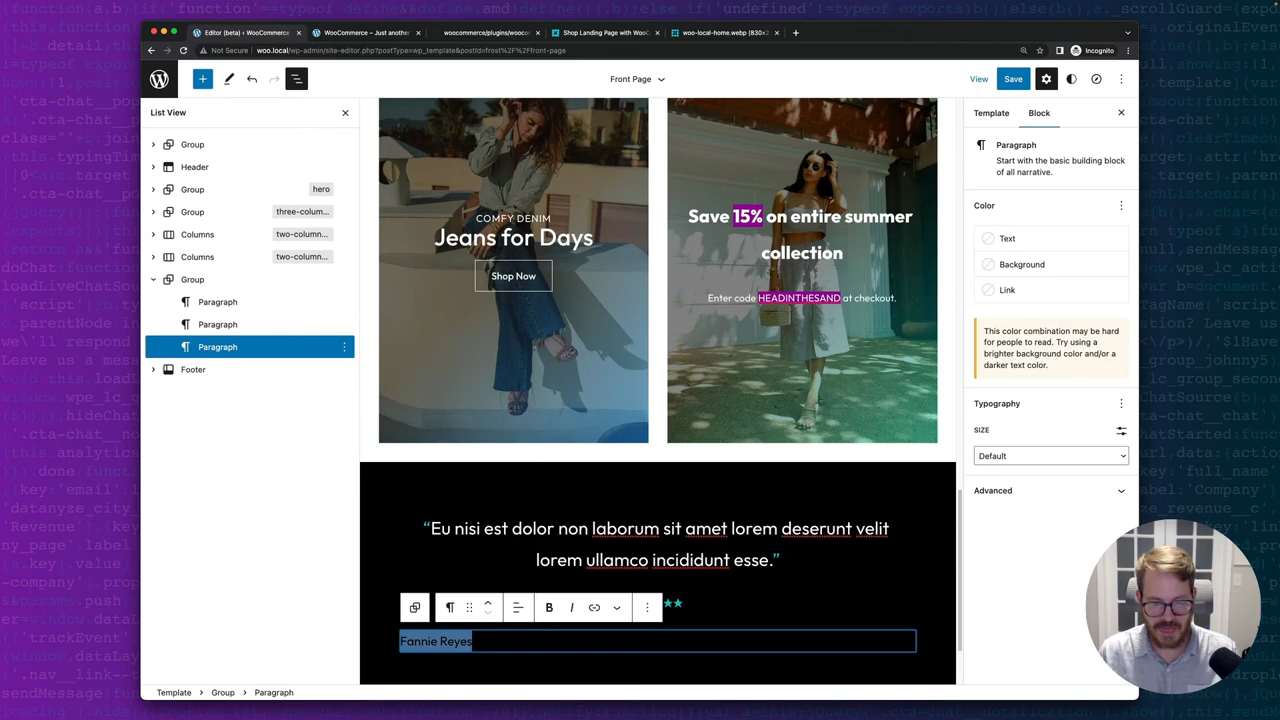 Editor (beta) ‹ WooCommerce
WooCommerce – Just another
woocommerce/plugins/wooco
Shop Landing Page with WooC
woo-local-home.webp (830×2
Not Secure
woo.local/wp-admin/site-editor.php?postType=wp_template&postId=frost%2F%2Ffront-page
Incognito
Front Page
View
Save
List View
Group
Header
Group
hero
Group
three-colum...
Columns
two-column...
Columns
two-column...
Group
Paragraph
Paragraph
Paragraph
Footer
COMFY DENIM
Jeans for Days
Shop Now
Save 15% on entire summer
collection
Enter code HEADINTHESAND at checkout.
“Eu nisi est dolor non laborum sit amet lorem deserunt velit
lorem ullamco incididunt esse.”
B
I
Fannie Reyes
Template
Block
Paragraph
Start with the basic building block
of all narrative.
Color
Text
Background
Link
This color combination may be hard
for people to read. Try using a
brighter background color and/or a
darker text color.
Typography
SIZE
Default
Advanced
Template › Group › Paragraph